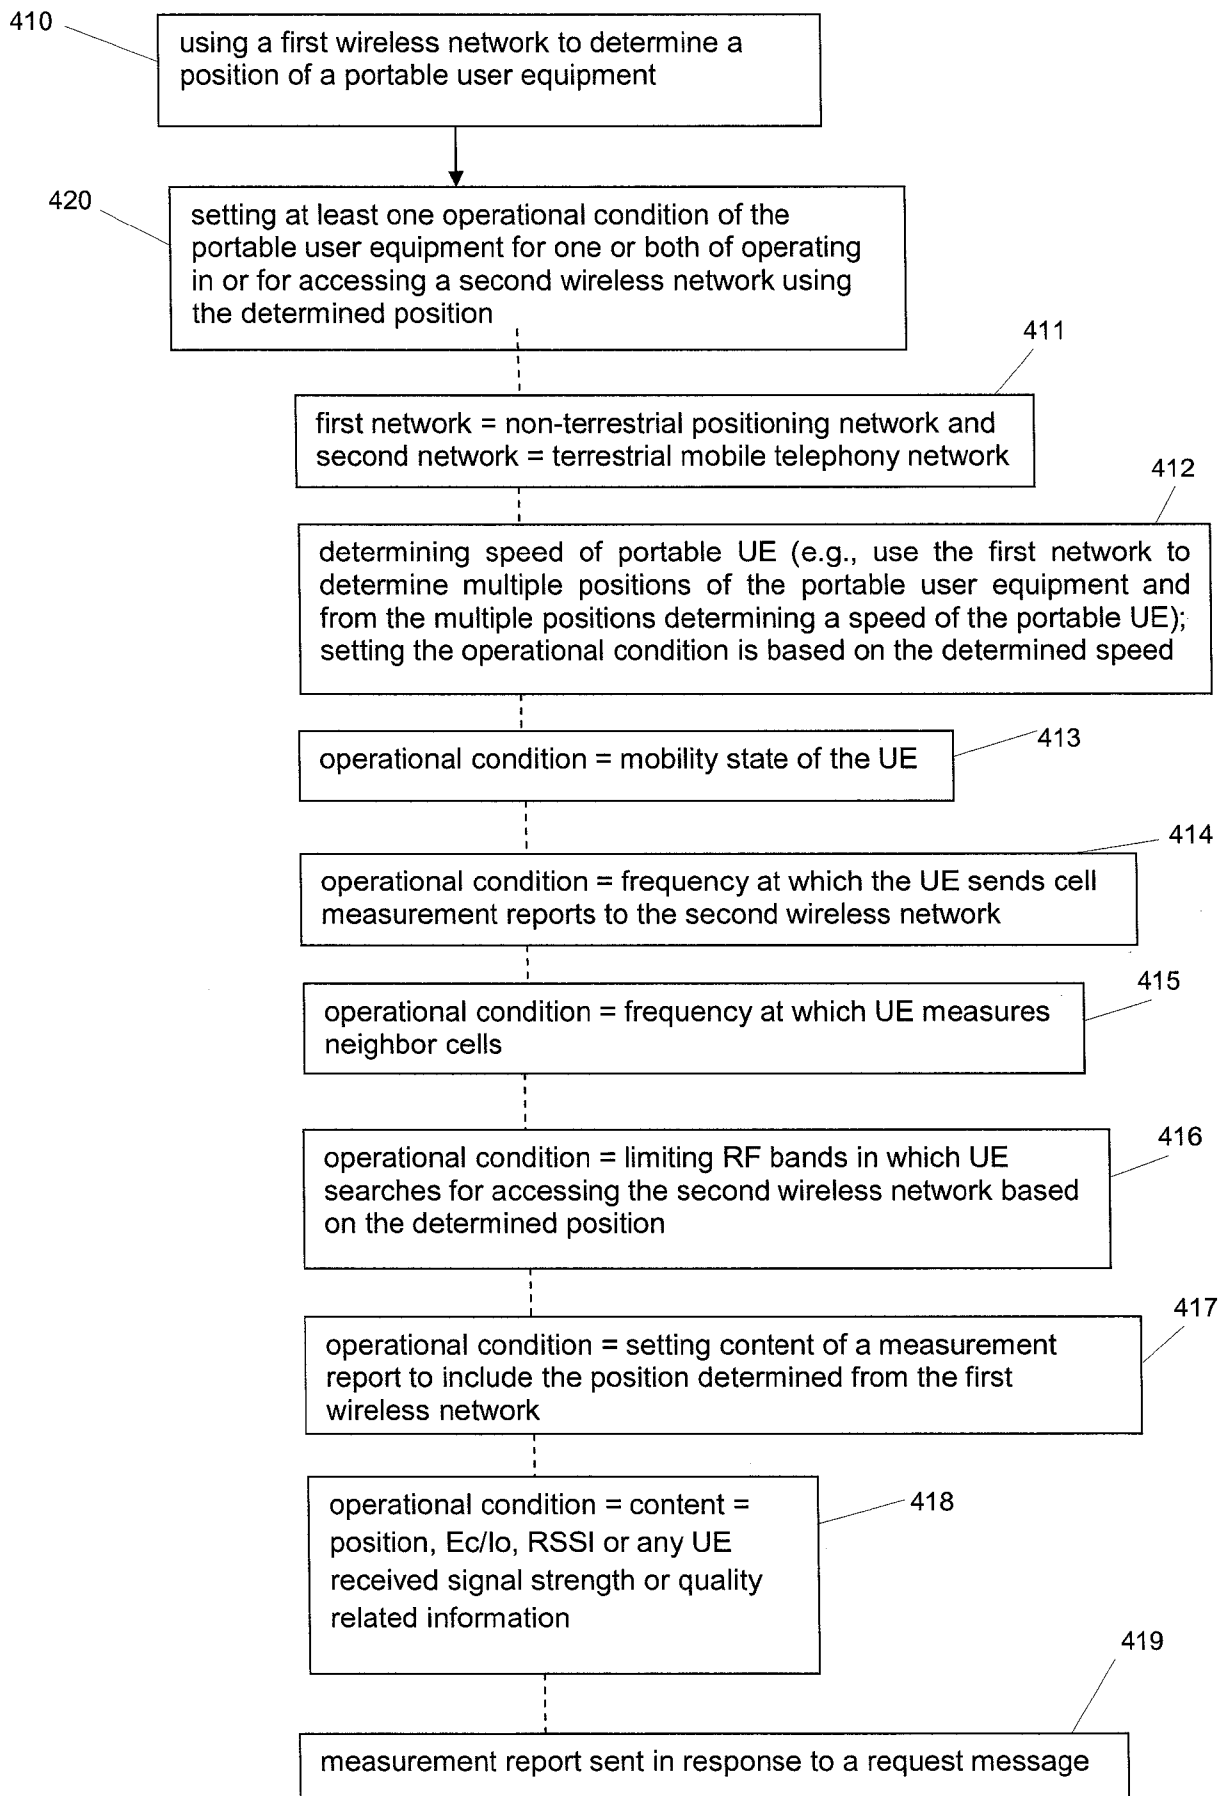 410
using a first wireless network to determine a
position of a portable user equipment
420
setting at least one operational condition of the
portable user equipment for one or both of operating
in or for accessing a second wireless network using
the determined position
411
first network = non-terrestrial positioning network and
second network = terrestrial mobile telephony network
412
determining speed of portable UE (e.g., use the first network to
determine multiple positions of the portable user equipment and
from the multiple positions determining a speed of the portable UE);
setting the operational condition is based on the determined speed
413
operational condition = mobility state of the UE
414
operational condition = frequency at which the UE sends cell
measurement reports to the second wireless network
415
operational condition = frequency at which UE measures
neighbor cells
416
operational condition = limiting RF bands in which UE
searches for accessing the second wireless network based
on the determined position
417
operational condition = setting content of a measurement
report to include the position determined from the first
wireless network
418
operational condition = content =
position, Ec/Io, RSSI or any UE
received signal strength or quality
related information
419
measurement report sent in response to a request message